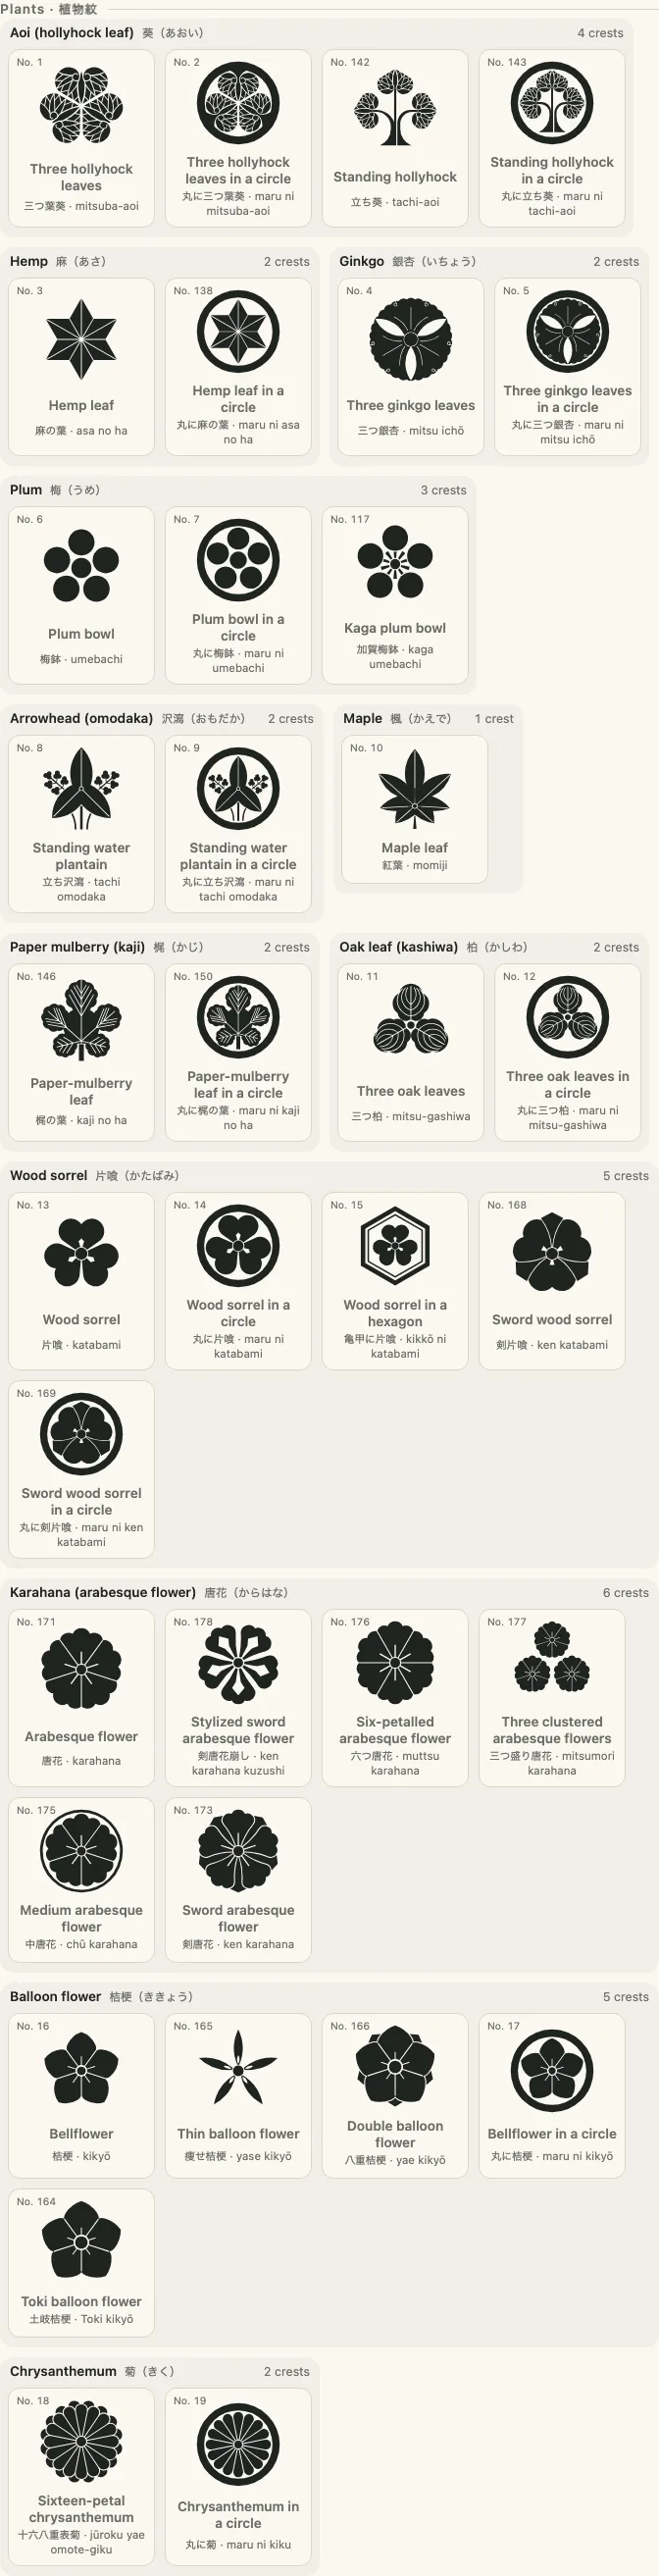 Plants · 植物紋
Aoi (hollyhock leaf) 葵（あおい） 4 crests
No. 1
Three hollyhock
leaves
三つ葉葵 · mitsuba-aoi
No. 2
Three hollyhock
leaves in a circle
丸に三つ葉葵 · maru ni
mitsuba-aoi
No. 142
Standing hollyhock
立ち葵 · tachi-aoi
No. 143
Standing hollyhock
in a circle
丸に立ち葵 · maru ni
tachi-aoi
Hemp 麻（あさ） 2 crests
No. 3
Hemp leaf
麻の葉 · asa no ha
No. 138
Hemp leaf in a
circle
丸に麻の葉 · maru ni asa
no ha
Ginkgo 銀杏（いちょう） 2 crests
No. 4
Three ginkgo leaves
三つ銀杏 · mitsu ichō
No. 5
Three ginkgo leaves
in a circle
丸に三つ銀杏 · maru ni
mitsu ichō
Plum 梅（うめ） 3 crests
No. 6
Plum bowl
梅鉢 · umebachi
No. 7
Plum bowl in a
circle
丸に梅鉢 · maru ni
umebachi
No. 117
Kaga plum bowl
加賀梅鉢 · kaga
umebachi
Arrowhead (omodaka) 沢瀉（おもだか） 2 crests
No. 8
Standing water
plantain
立ち沢瀉 · tachi
omodaka
No. 9
Standing water
plantain in a circle
丸に立ち沢瀉 · maru ni
tachi omodaka
Maple 楓（かえで） 1 crest
No. 10
Maple leaf
紅葉 · momiji
Paper mulberry (kaji) 梶（かじ） 2 crests
No. 146
Paper-mulberry
leaf
梶の葉 · kaji no ha
No. 150
Paper-mulberry
leaf in a circle
丸に梶の葉 · maru ni kaji
no ha
Oak leaf (kashiwa) 柏（かしわ） 2 crests
No. 11
Three oak leaves
三つ柏 · mitsu-gashiwa
No. 12
Three oak leaves in
a circle
丸に三つ柏 · maru ni
mitsu-gashiwa
Wood sorrel 片喰（かたばみ） 5 crests
No. 13
Wood sorrel
片喰 · katabami
No. 14
Wood sorrel in a
circle
丸に片喰 · maru ni
katabami
No. 15
Wood sorrel in a
hexagon
亀甲に片喰 · kikkō ni
katabami
No. 168
Sword wood sorrel
剣片喰 · ken katabami
No. 169
Sword wood sorrel
in a circle
丸に剣片喰 · maru ni ken
katabami
Karahana (arabesque flower) 唐花（からはな） 6 crests
No. 171
Arabesque flower
唐花 · karahana
No. 178
Stylized sword
arabesque flower
剣唐花崩し · ken
karahana kuzushi
No. 176
Six-petalled
arabesque flower
六つ唐花 · muttsu
karahana
No. 177
Three clustered
arabesque flowers
三つ盛り唐花 · mitsumori
karahana
No. 175
Medium arabesque
flower
中唐花 · chū karahana
No. 173
Sword arabesque
flower
剣唐花 · ken karahana
Balloon flower 桔梗（ききょう） 5 crests
No. 16
Bellflower
桔梗 · kikyō
No. 165
Thin balloon flower
痩せ桔梗 · yase kikyō
No. 166
Double balloon
flower
八重桔梗 · yae kikyō
No. 17
Bellflower in a circle
丸に桔梗 · maru ni kikyō
No. 164
Toki balloon flower
土岐桔梗 · Toki kikyō
Chrysanthemum 菊（きく） 2 crests
No. 18
Sixteen-petal
chrysanthemum
十六八重表菊 · jūroku yae
omote-giku
No. 19
Chrysanthemum in
a circle
丸に菊 · maru ni kiku